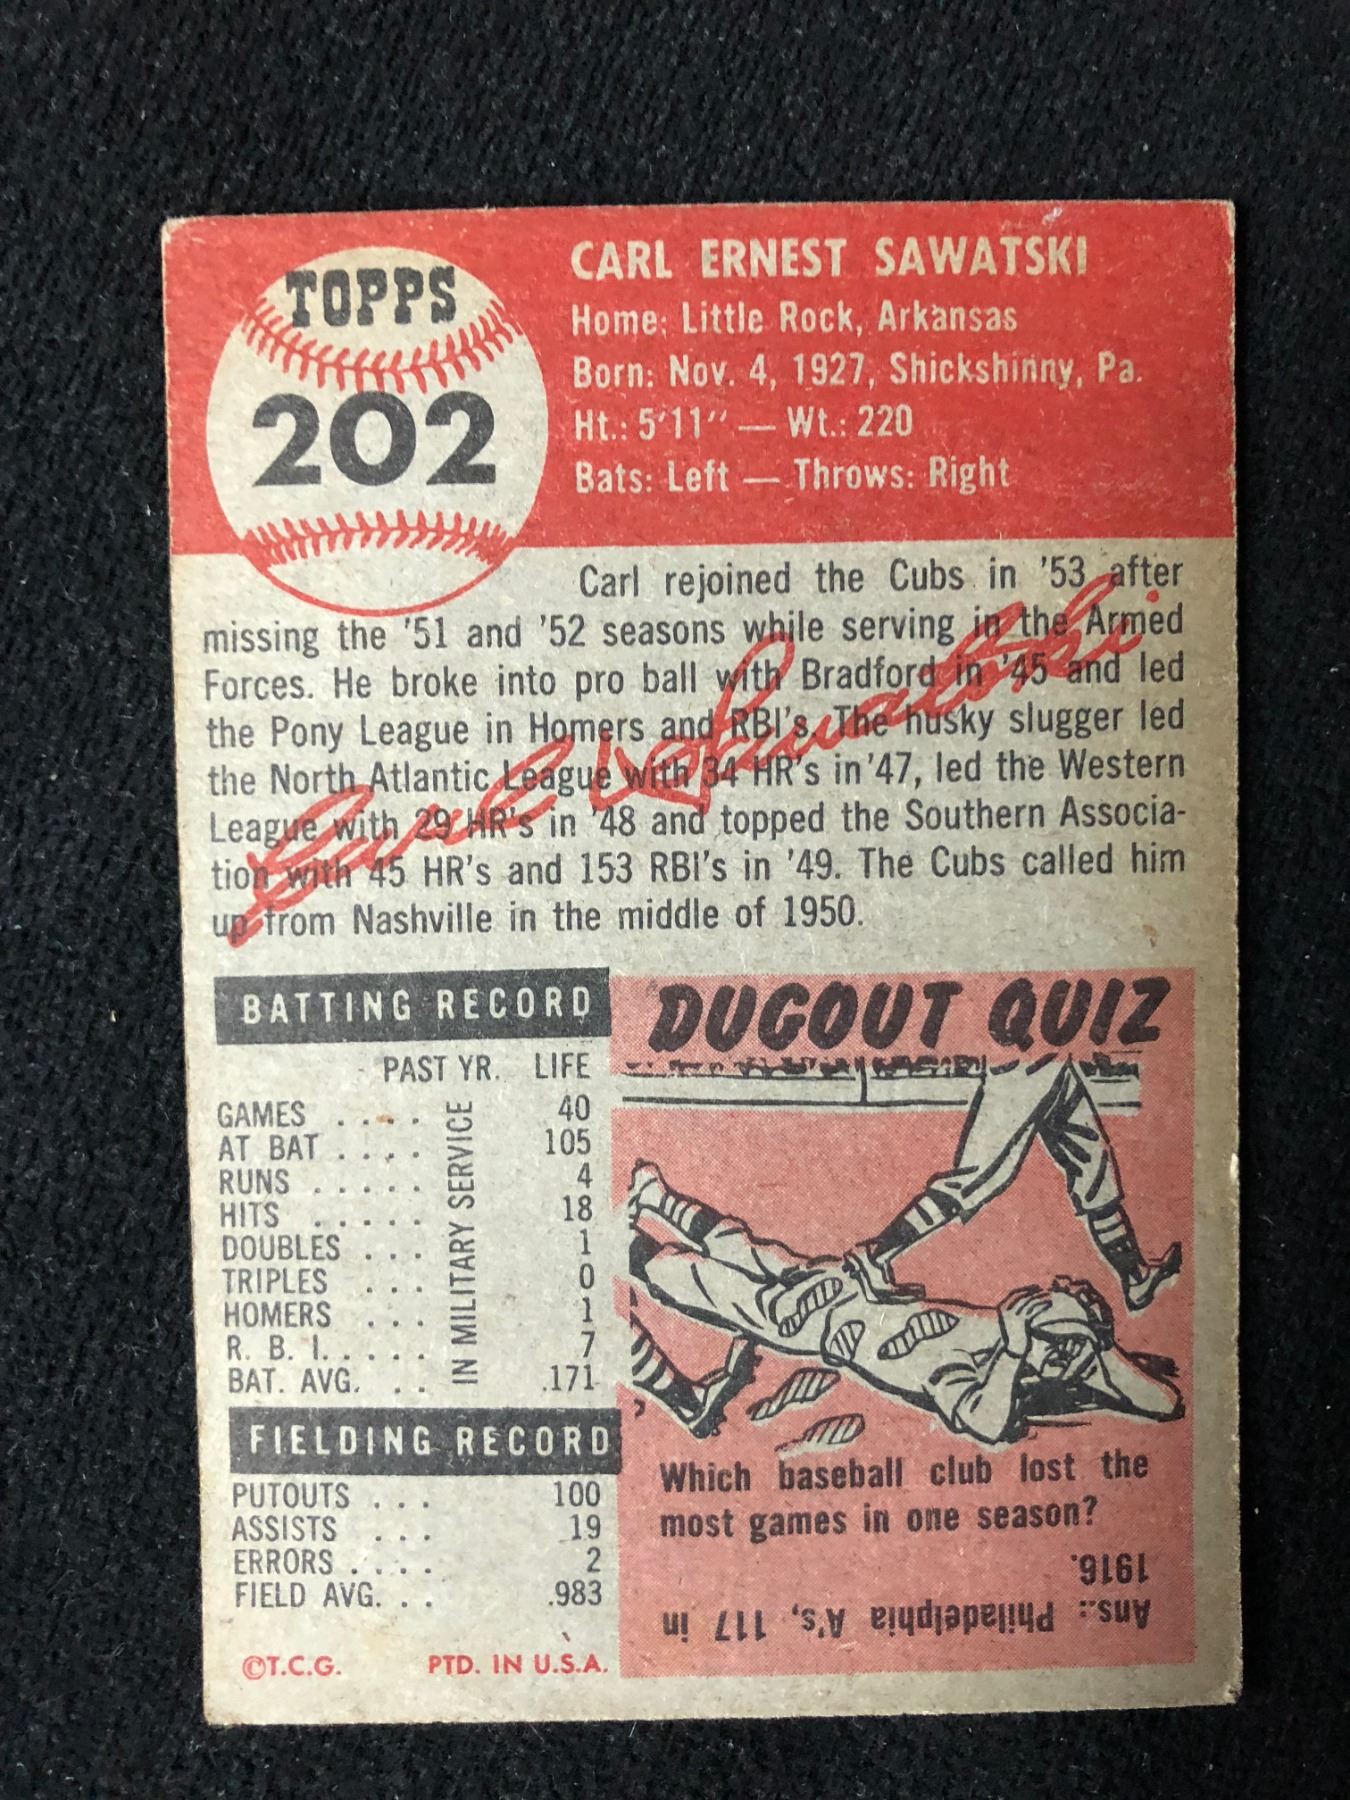 TOPPS
202
CARL ERNEST SAWATSKI
Home: Little Rock, Arkansas
Born: Nov. 4, 1927, Shickshinny, Pa.
Ht.: 5'11" — Wt.: 220
Bats: Left — Throws: Right
Carl rejoined the Cubs in '53 after
missing the '51 and '52 seasons while serving in the Armed
Forces. He broke into pro ball with Bradford in '45 and led
the Pony League in Homers and RBI's. The husky slugger led
the North Atlantic League with 34 HR's in '47, led the Western
League with 29 HR's in '48 and topped the Southern Associa-
tion with 45 HR's and 153 RBI's in '49. The Cubs called him
up from Nashville in the middle of 1950.
Carl Sawatski
BATTING RECORD
PAST YR. LIFE
GAMES .... 40
AT BAT .... 105
RUNS ..... 4
HITS ..... 18
DOUBLES ... 1
TRIPLES ... 0
HOMERS ... 1
R. B. I. .... 7
BAT. AVG. .. .171
IN MILITARY SERVICE
FIELDING RECORD
PUTOUTS ... 100
ASSISTS ... 19
ERRORS .... 2
FIELD AVG. .. .983
©T.C.G. PTD. IN U.S.A.
DUGOUT QUIZ
Which baseball club lost the
most games in one season?
Ans.: Philadelphia A's, 117 in
1916.